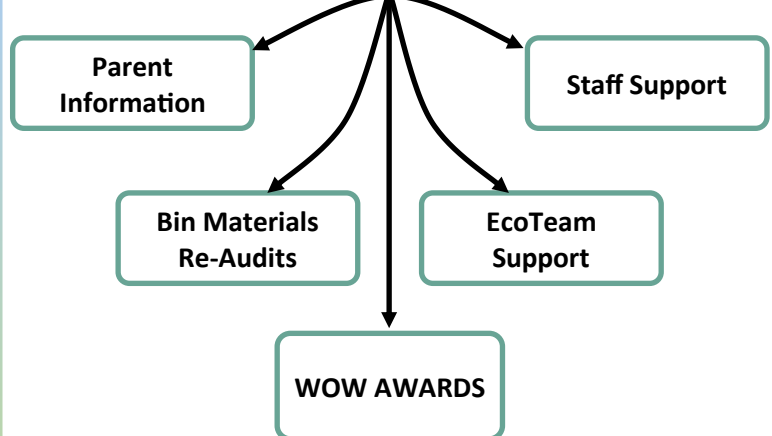 Parent
Information
Staff Support
Bin Materials
Re-Audits
EcoTeam
Support
WOW AWARDS